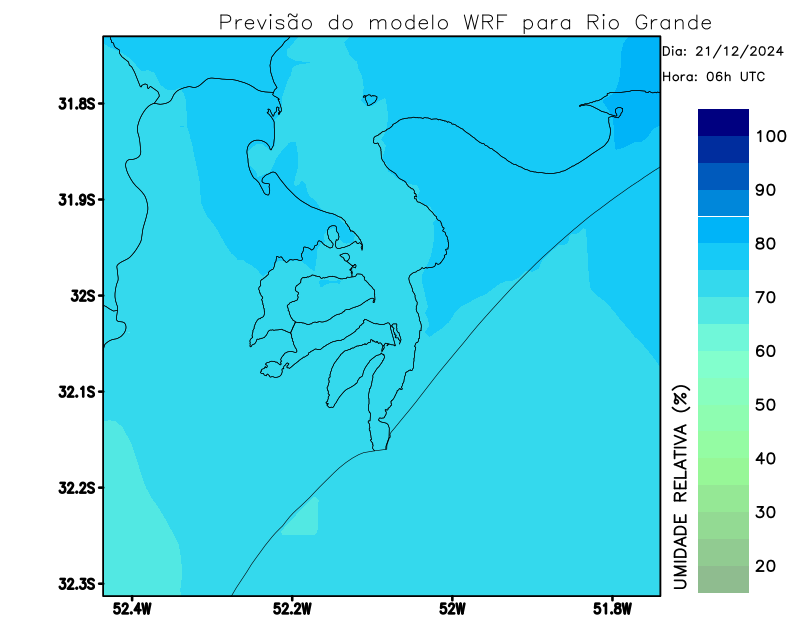 Previsão do modelo WRF para Rio Grande
Dia: 21/12/2024
Hora: 06h UTC
31.8S
31.9S
32S
32.1S
32.2S
32.3S
52.4W
52.2W
52W
51.8W
100
90
80
70
60
50
40
30
20
UMIDADE RELATIVA (%)